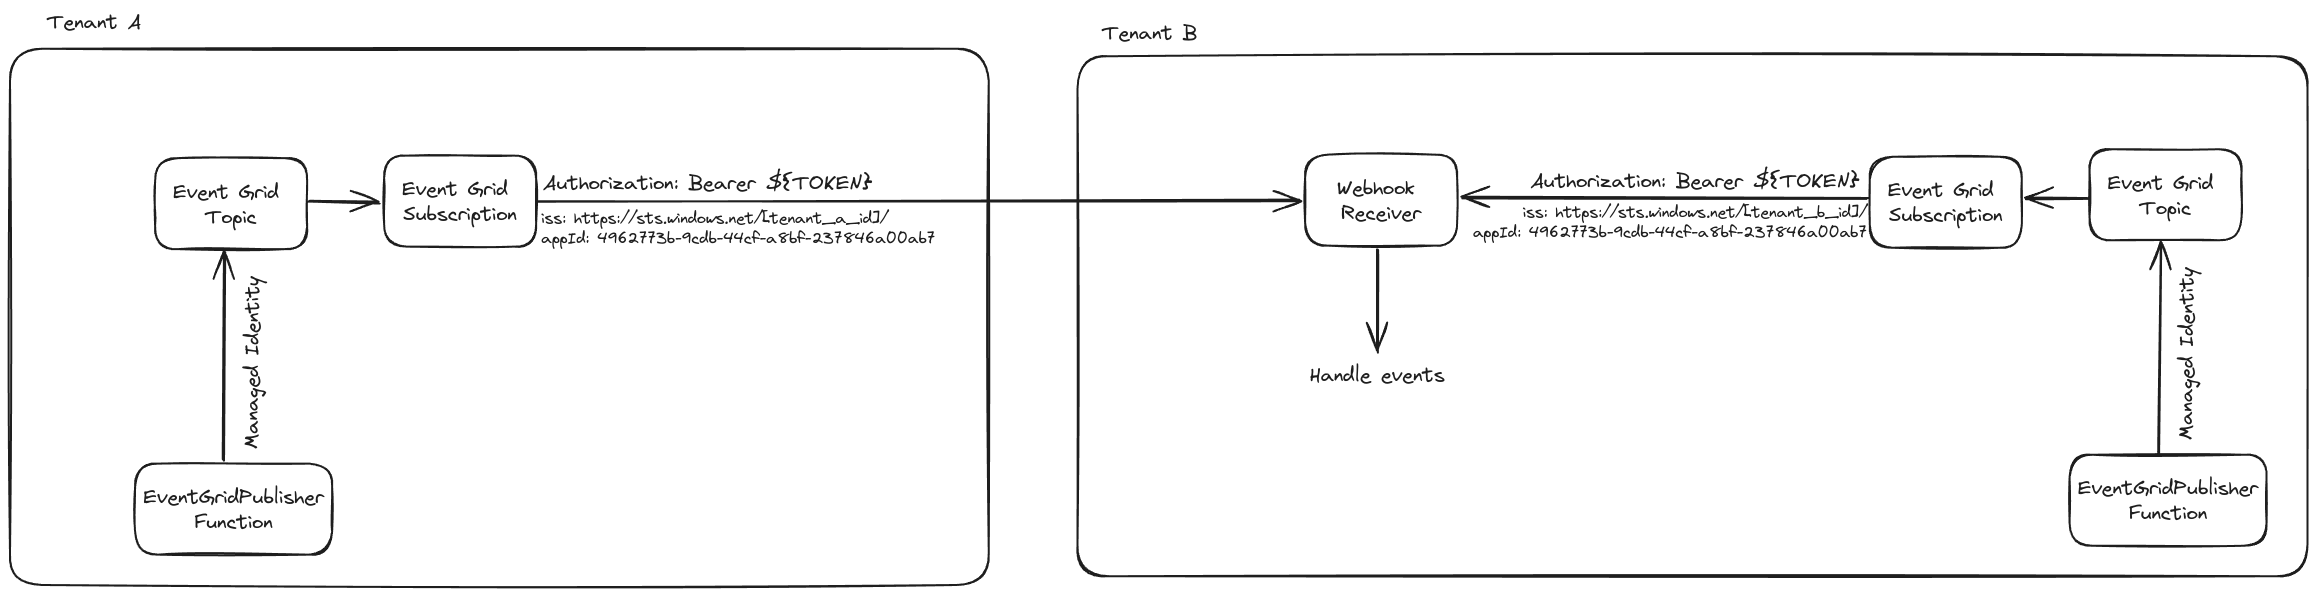 Tenant A
Event Grid
Topic
Event Grid
Subscription
Authorization: Bearer ${TOKEN}
iss: https://sts.windows.net/[tenant_a_id]/
appId: 4962773b-9cdb-44cf-a8bf-237846a00ab7
Managed Identity
EventGridPublisher
Function
Tenant B
Webhook
Receiver
Handle events
Authorization: Bearer ${TOKEN}
iss: https://sts.windows.net/[tenant_b_id]/
appId: 4962773b-9cdb-44cf-a8bf-237846a00ab7
Event Grid
Subscription
Event Grid
Topic
Managed Identity
EventGridPublisher
Function